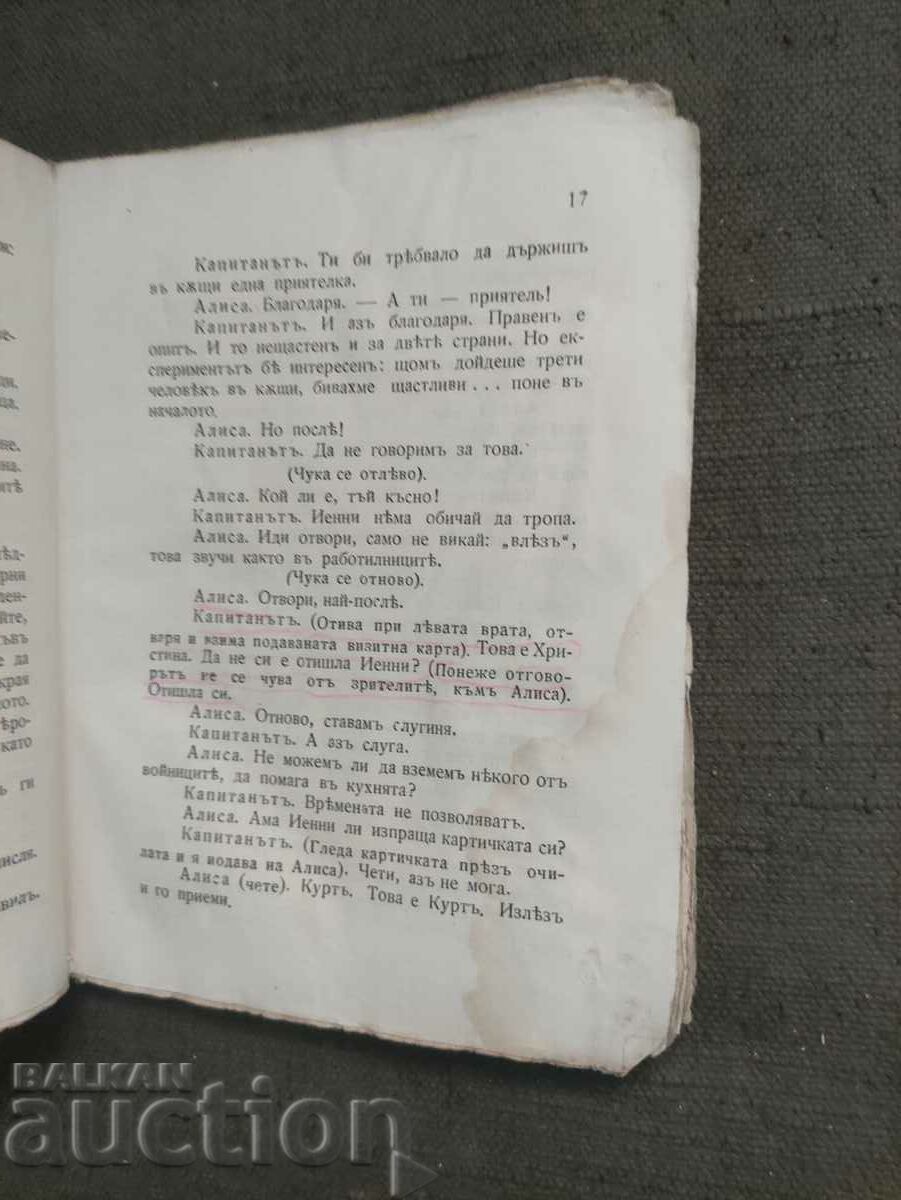 17
Капитанътъ. Ти би трѣбвало да държишъ
въ кѫщи една приятелка.
Алиса. Благодаря. — А ти — приятель!
Капитанътъ. И азъ благодаря. Правенъ е
опитъ. И то нещастенъ и за двѣтѣ страни. Но екс-
периментътъ бѣ интересенъ: щомъ дойдеше трети
человѣкъ въ кѫщи, бивахме щастливи... поне въ
началото.
Алиса. Но послѣ!
Капитанътъ. Да не говоримъ за това.
(Чука се отлѣво).
Алиса. Кой ли е, тъй късно!
Капитанътъ. Иенни нѣма обичай да тропа.
Алиса. Иди отвори, само не викай: „влѣзъ“,
това звучи както въ работилницитѣ.
(Чука се отново).
Алиса. Отвори, най-послѣ.
Капитанътъ. (Отива при лѣвата врата, от-
варя и взима подаваната визитна карта). Това е Хри-
стина. Да не си е отишла Иенни? (Понеже отгово-
рътъ не се чува отъ зрителитѣ, къмъ Алиса).
Отишла си.
Алиса. Отново, ставамъ слугиня.
Капитанътъ. А азъ слуга.
Алиса. Не можемъ ли да вземемъ нѣкого отъ
войницитѣ, да помага въ кухнята?
Капитанътъ. Врѣмената не позволяватъ.
Алиса. Ама Иенни ли изпраща картичката си?
Капитанътъ. (Гледа картичката прѣзъ очи-
лата и я подава на Алиса). Чети, азъ не мога.
Алиса (чете). Куртъ. Това е Куртъ. Излѣзъ
и го приеми.
BALKAN
auction